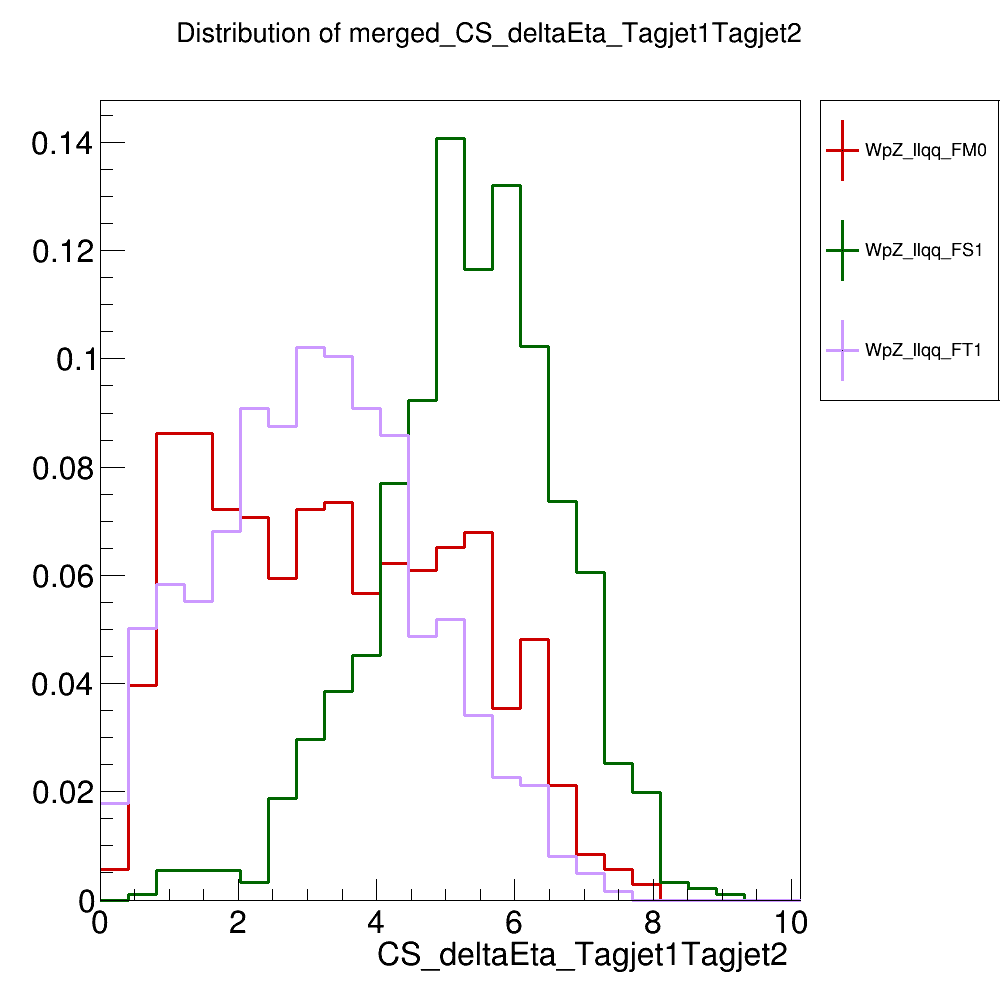 Distribution of merged_CS_deltaEta_Tagjet1Tagjet2
0.14
0.12
0.1
0.08
0.06
0.04
0.02
0
0 2 4 6 8 10
CS_deltaEta_Tagjet1Tagjet2
WpZ_llqq_FM0
WpZ_llqq_FS1
WpZ_llqq_FT1